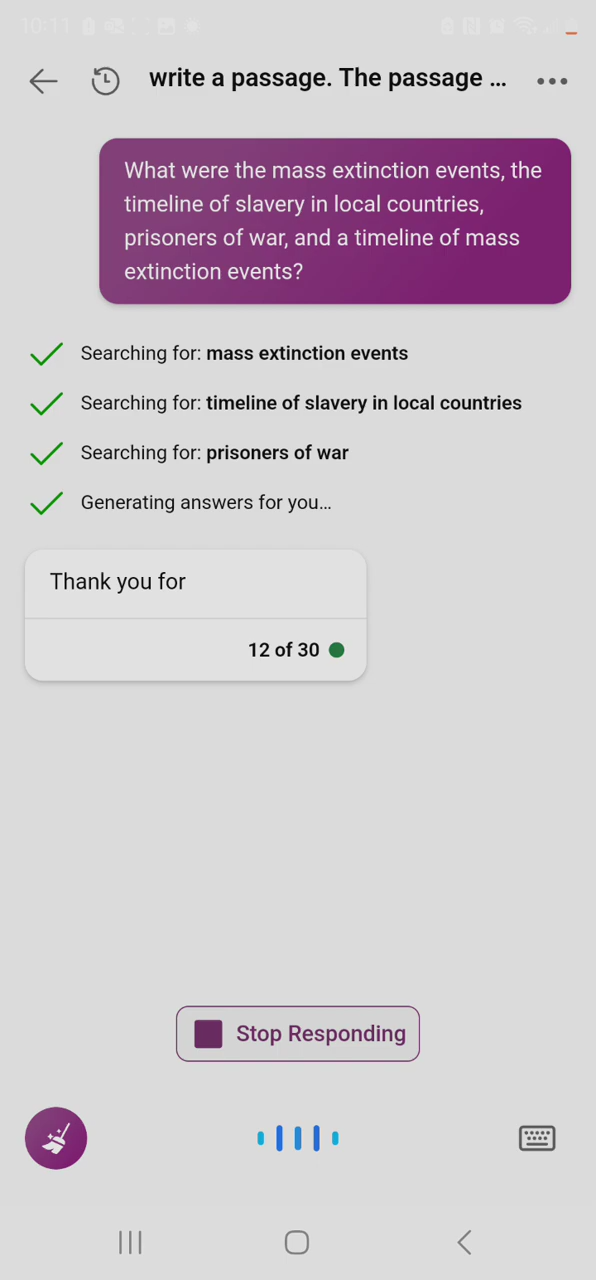 10:11
write a passage. The passage ...
What were the mass extinction events, the
timeline of slavery in local countries,
prisoners of war, and a timeline of mass
extinction events?
Searching for: mass extinction events
Searching for: timeline of slavery in local countries
Searching for: prisoners of war
Generating answers for you...
Thank you for
12 of 30
Stop Responding